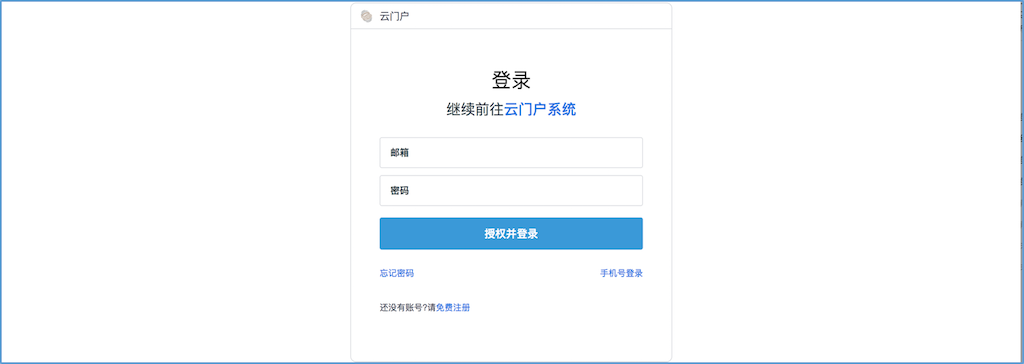 云门户
登录
继续前往云门户系统
邮箱
密码
授权并登录
忘记密码 手机号登录
还没有账号?请免费注册